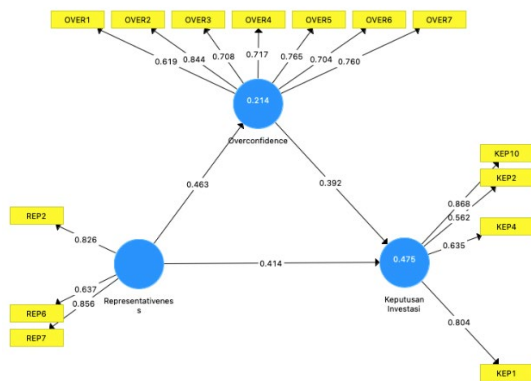 OVER1 OVER2 OVER3 OVER4 OVER5 OVER6 OVER7
0.619 0.844 0.708 0.717 0.765 0.704 0.760
0.214
Overconfidence
0.463
0.392
KEP10
KEP2
KEP4
KEP1
0.868
0.562
0.635
0.804
REP2
REP6
REP7
0.826
0.637
0.856
Representativenes
s
0.414
0.475
Keputusan
Investasi